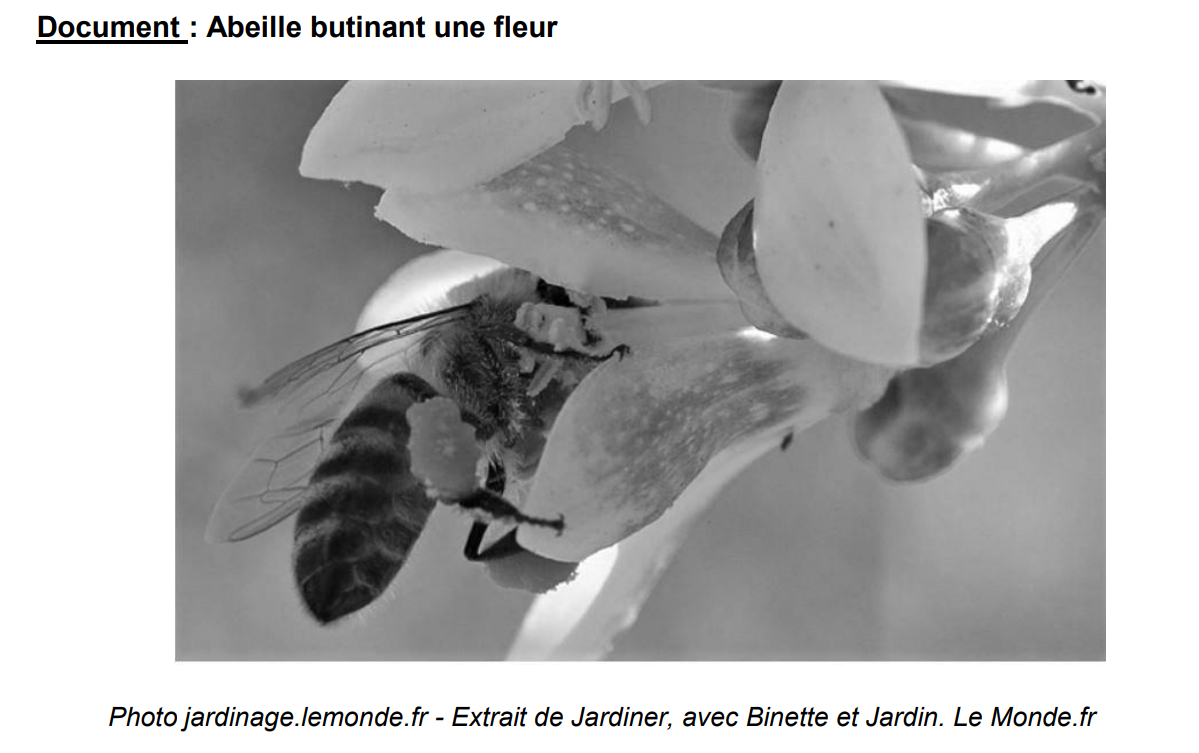 Document : Abeille butinant une fleur
Photo jardinage.lemonde.fr - Extrait de Jardiner, avec Binette et Jardin. Le Monde.fr